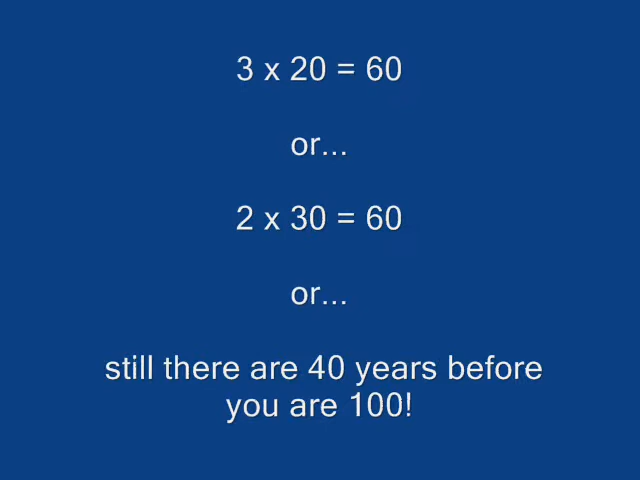 3 x 20 = 60
or...
2 x 30 = 60
or...
still there are 40 years before
you are 100!